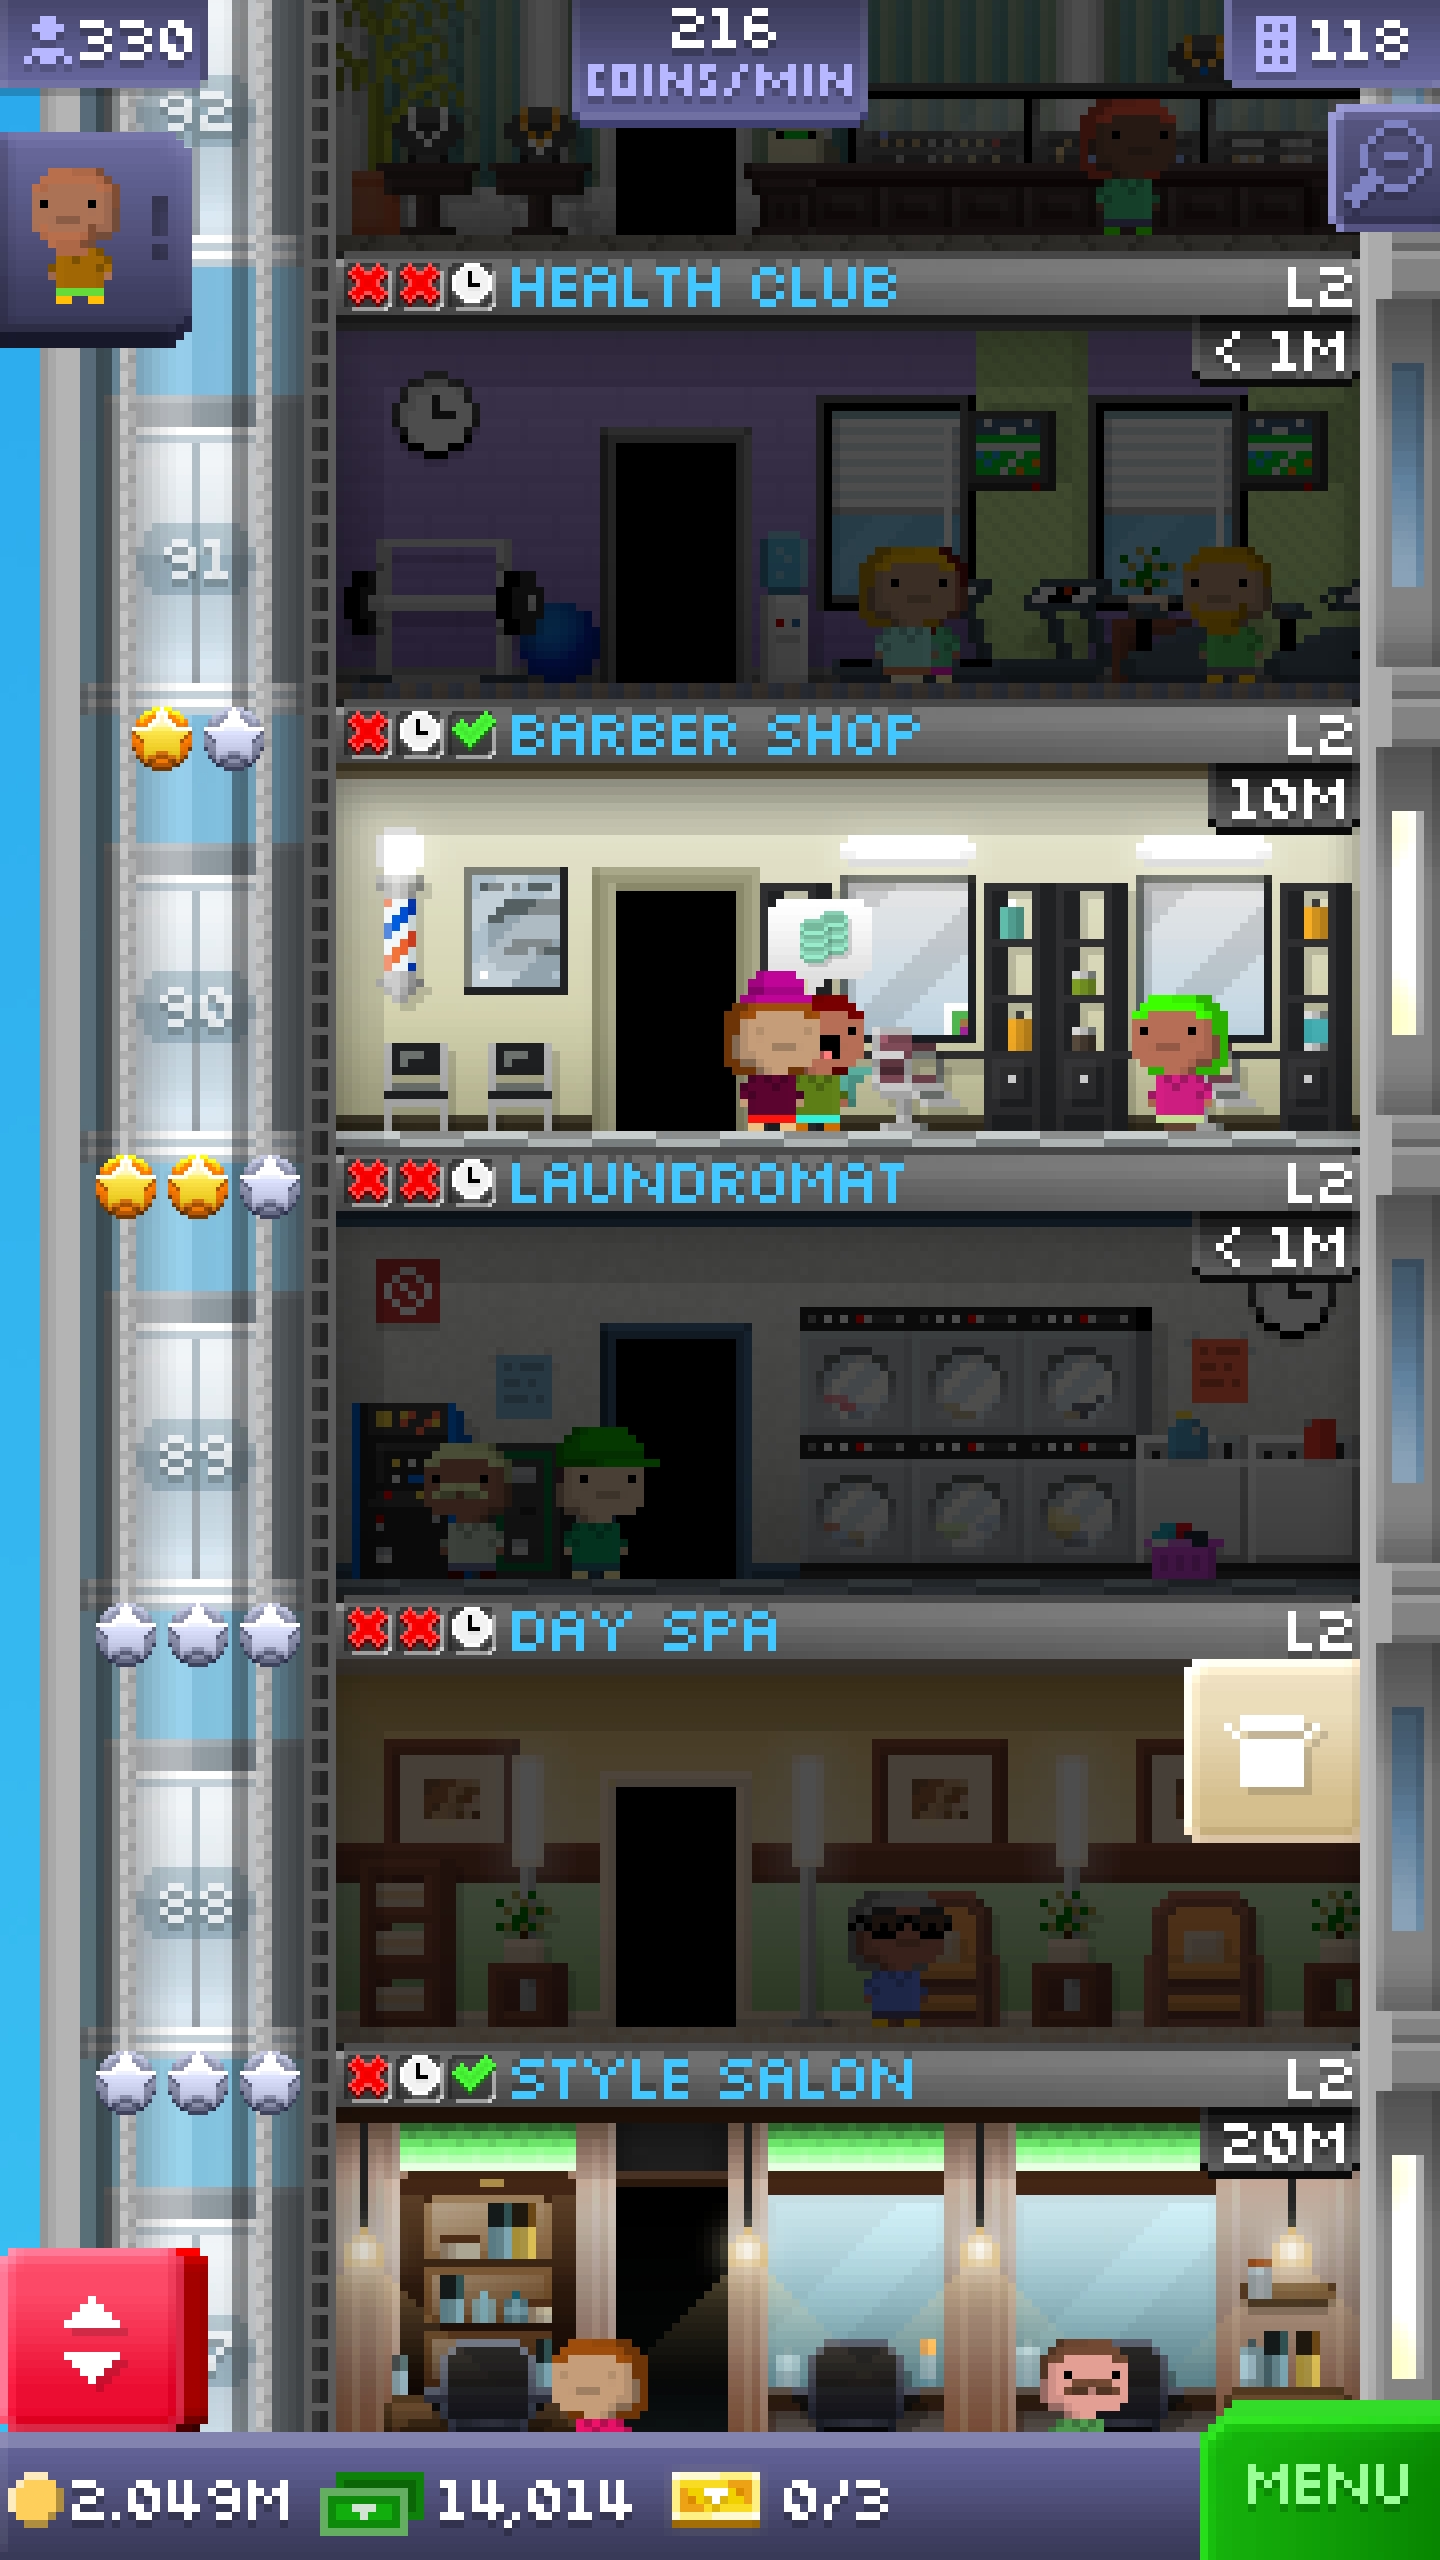 330
216
COINS/MIN
118
92
HEALTH CLUB
L2
< 1M
91
BARBER SHOP
L2
10M
90
LAUNDROMAT
L2
< 1M
89
DAY SPA
L2
88
STYLE SALON
L2
20M
2.049M
14,014
0/3
MENU